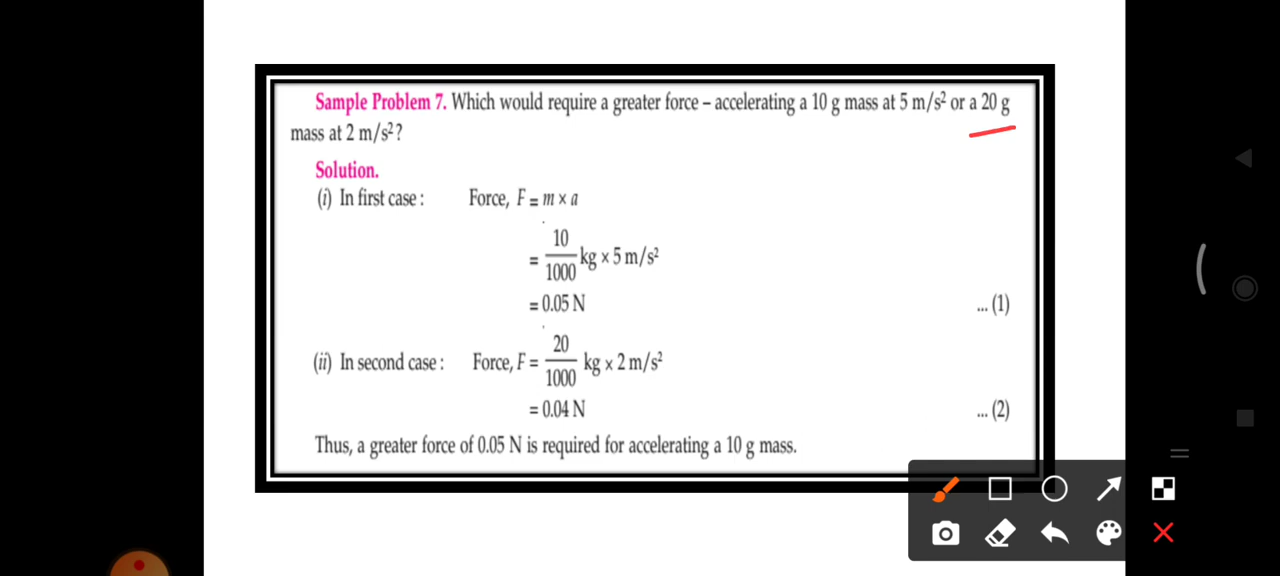 Sample Problem 7. Which would require a greater force – accelerating a 10 g mass at 5 m/s² or a 20 g
mass at 2 m/s²?
Solution.
(i) In first case : Force, F = m × a
= 10/1000 kg × 5 m/s²
= 0.05 N ... (1)
(ii) In second case : Force, F = 20/1000 kg × 2 m/s²
= 0.04 N ... (2)
Thus, a greater force of 0.05 N is required for accelerating a 10 g mass.